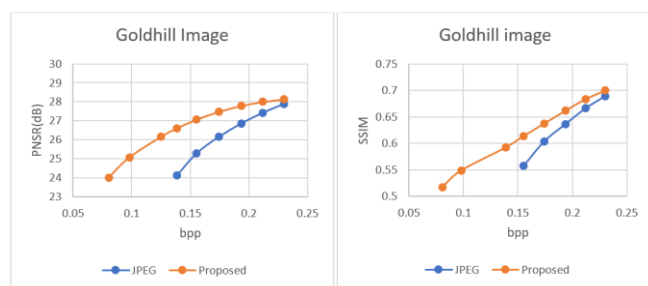 Goldhill Image
30
29
28
27
26
25
24
23
PNSR(dB)
0.05
0.1
0.15
0.2
0.25
bpp
JPEG
Proposed
Goldhill image
0.75
0.7
0.65
0.6
0.55
0.5
SSIM
0.05
0.1
0.15
0.2
0.25
bpp
JPEG
Proposed